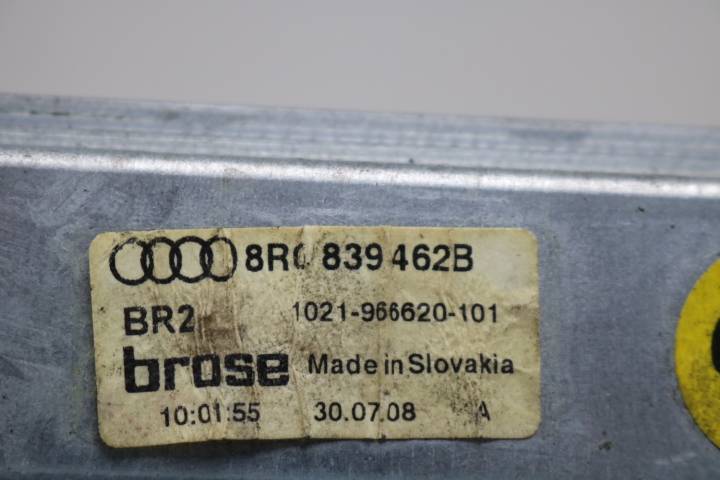 8R0 839 462B
BR2 1021-966620-101
brose Made in Slovakia
10:01:55 30.07.08 A